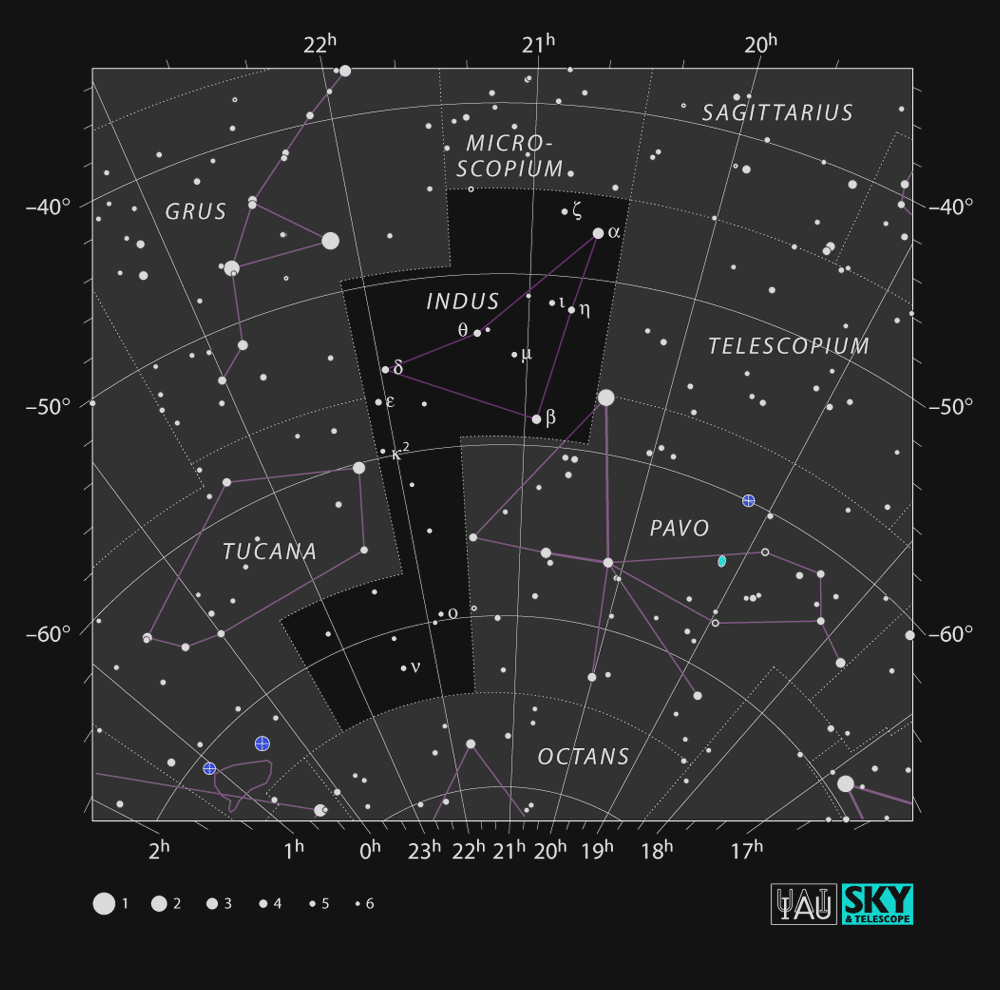 22ʰ 21ʰ 20ʰ
SAGITTARIUS
MICRO-
SCOPIUM
–40° GRUS ζ α –40°
INDUS ι η
θ
μ TELESCOPIUM
δ
–50° ε β –50°
κ²
PAVO
TUCANA
–60° ο –60°
ν
OCTANS
2ʰ 1ʰ 0ʰ 23ʰ 22ʰ 21ʰ 20ʰ 19ʰ 18ʰ 17ʰ
1 2 3 4 5 6
IAU SKY
& TELESCOPE